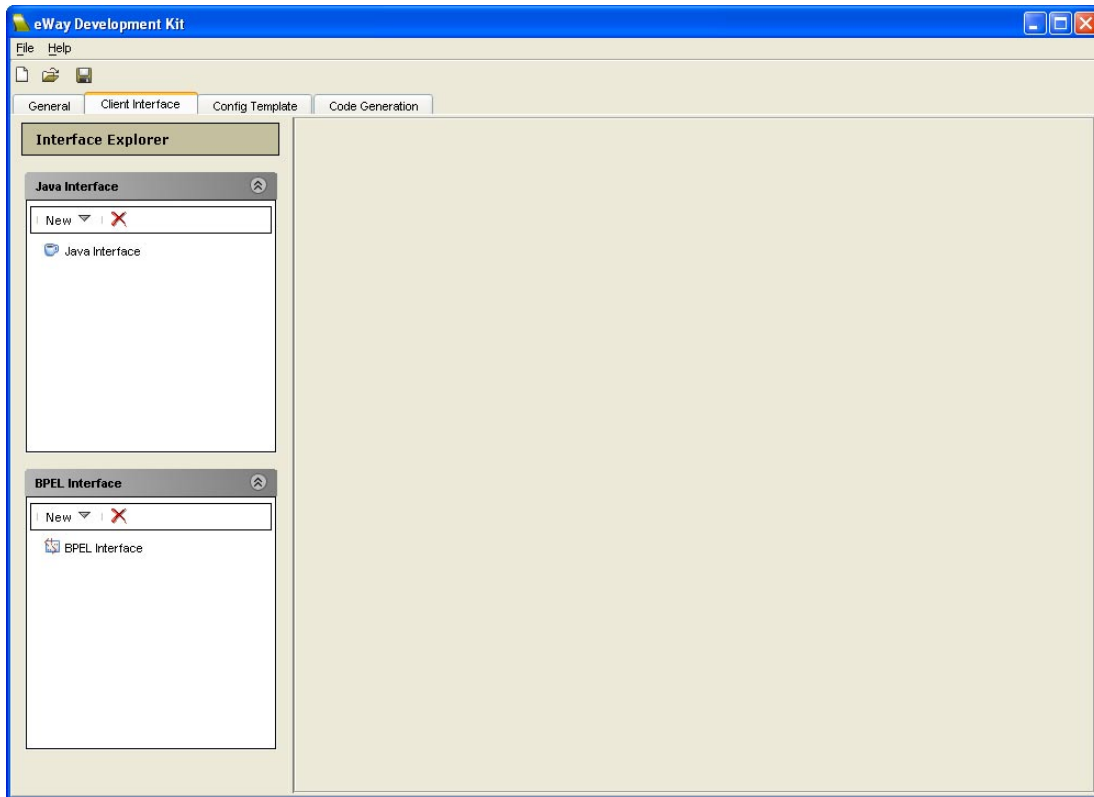 eWay Development Kit
File Help
General Client Interface Config Template Code Generation
Interface Explorer
Java Interface
New
Java Interface
BPEL Interface
New
BPEL Interface